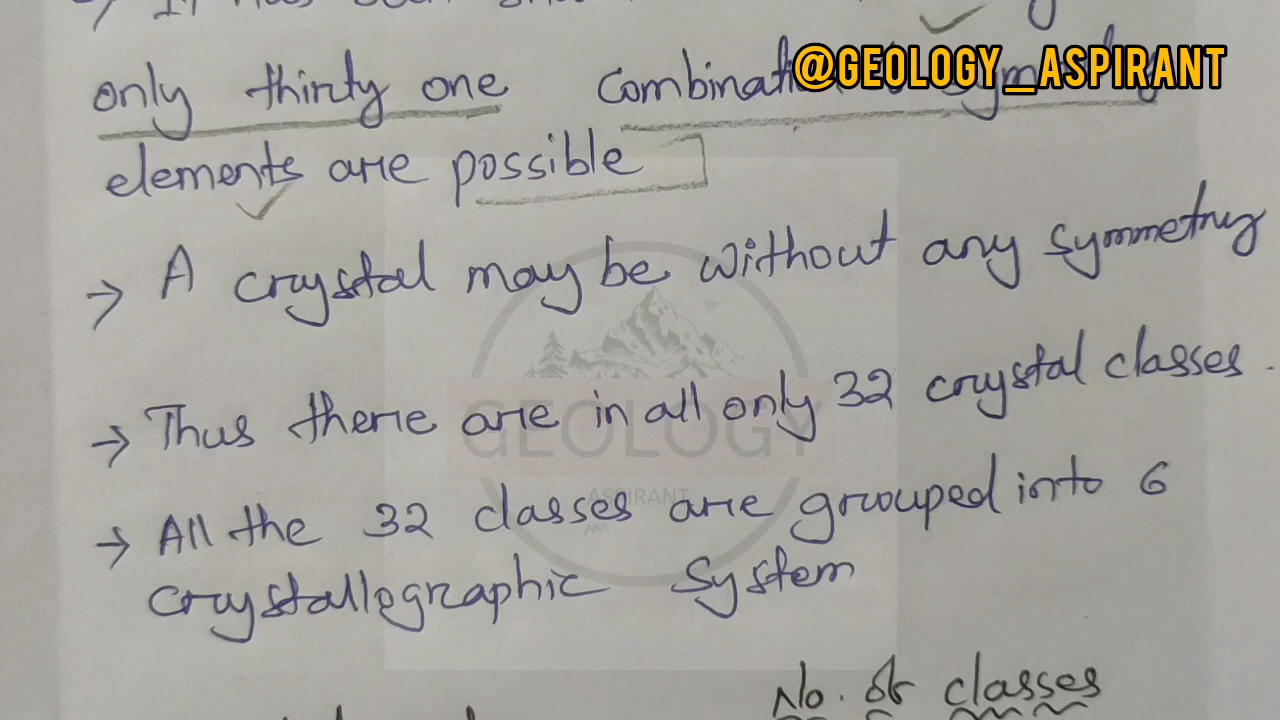 only thirty one combinati
@GEOLOGY_ASPIRANT
elements are possible
→ A crystal may be without any symmetry
→ Thus there are in all only 32 crystal classes.
GEOLOGY
ASPIRANT
→ All the 32 classes are grouped into 6
crystallographic system
No. of classes